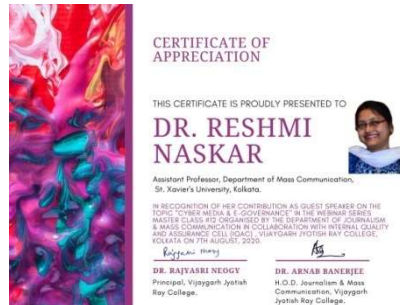 CERTIFICATE OF
APPRECIATION
THIS CERTIFICATE IS PROUDLY PRESENTED TO
DR. RESHMI
NASKAR
Assistant Professor, Department of Mass Communication,
St. Xavier's University, Kolkata.
IN RECOGNITION OF HER CONTRIBUTION AS GUEST SPEAKER ON THE
TOPIC "CYBER MEDIA & E-GOVERNANCE" IN THE WEBINAR SERIES
MASTER CLASS #12 ORGANISED BY THE DEPARTMENT OF JOURNALISM
& MASS COMMUNICATION IN COLLABORATION WITH INTERNAL QUALITY
AND ASSURANCE CELL (IQAC), VIJAYGARH JYOTISH RAY COLLEGE,
KOLKATA ON 7TH AUGUST, 2020.
Rajyasri Neogy
DR. RAJYASRI NEOGY
Principal, Vijaygarh Jyotish
Ray College.
DR. ARNAB BANERJEE
H.O.D. Journalism & Mass
Communication, Vijaygarh
Jyotish Ray College.